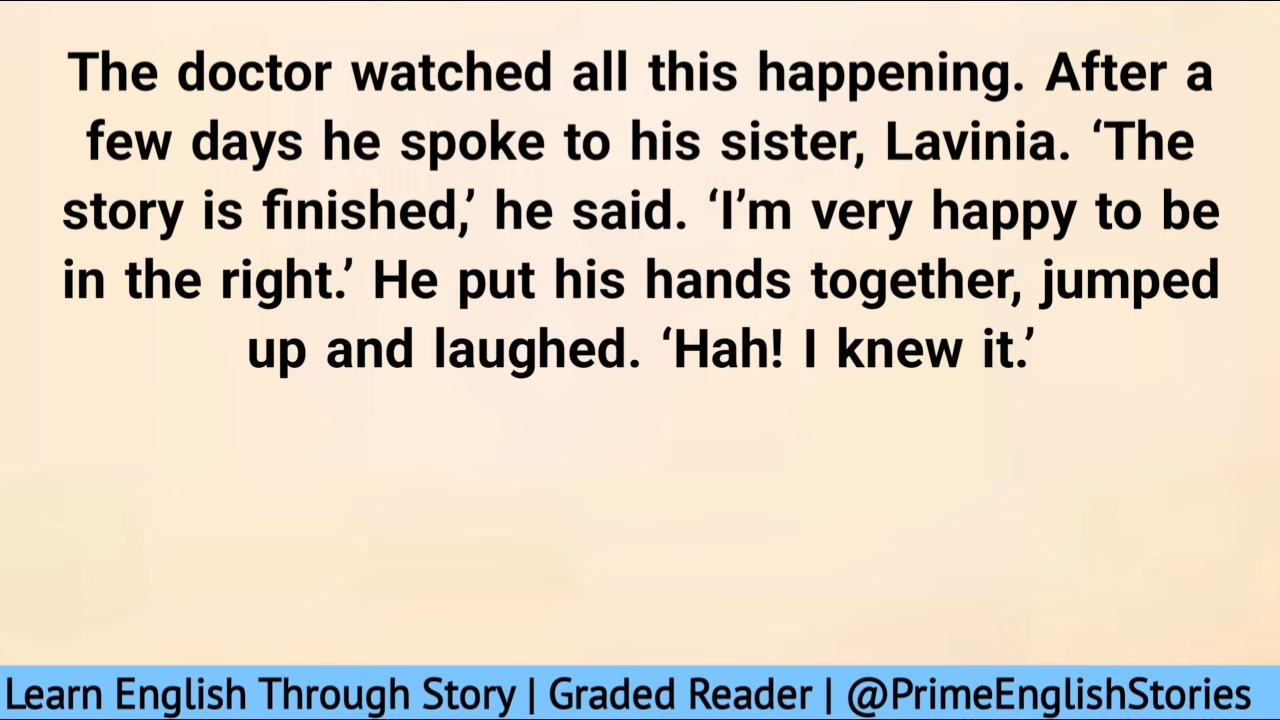 The doctor watched all this happening. After a
few days he spoke to his sister, Lavinia. ‘The
story is finished,’ he said. ‘I’m very happy to be
in the right.’ He put his hands together, jumped
up and laughed. ‘Hah! I knew it.’
Learn English Through Story | Graded Reader | @PrimeEnglishStories